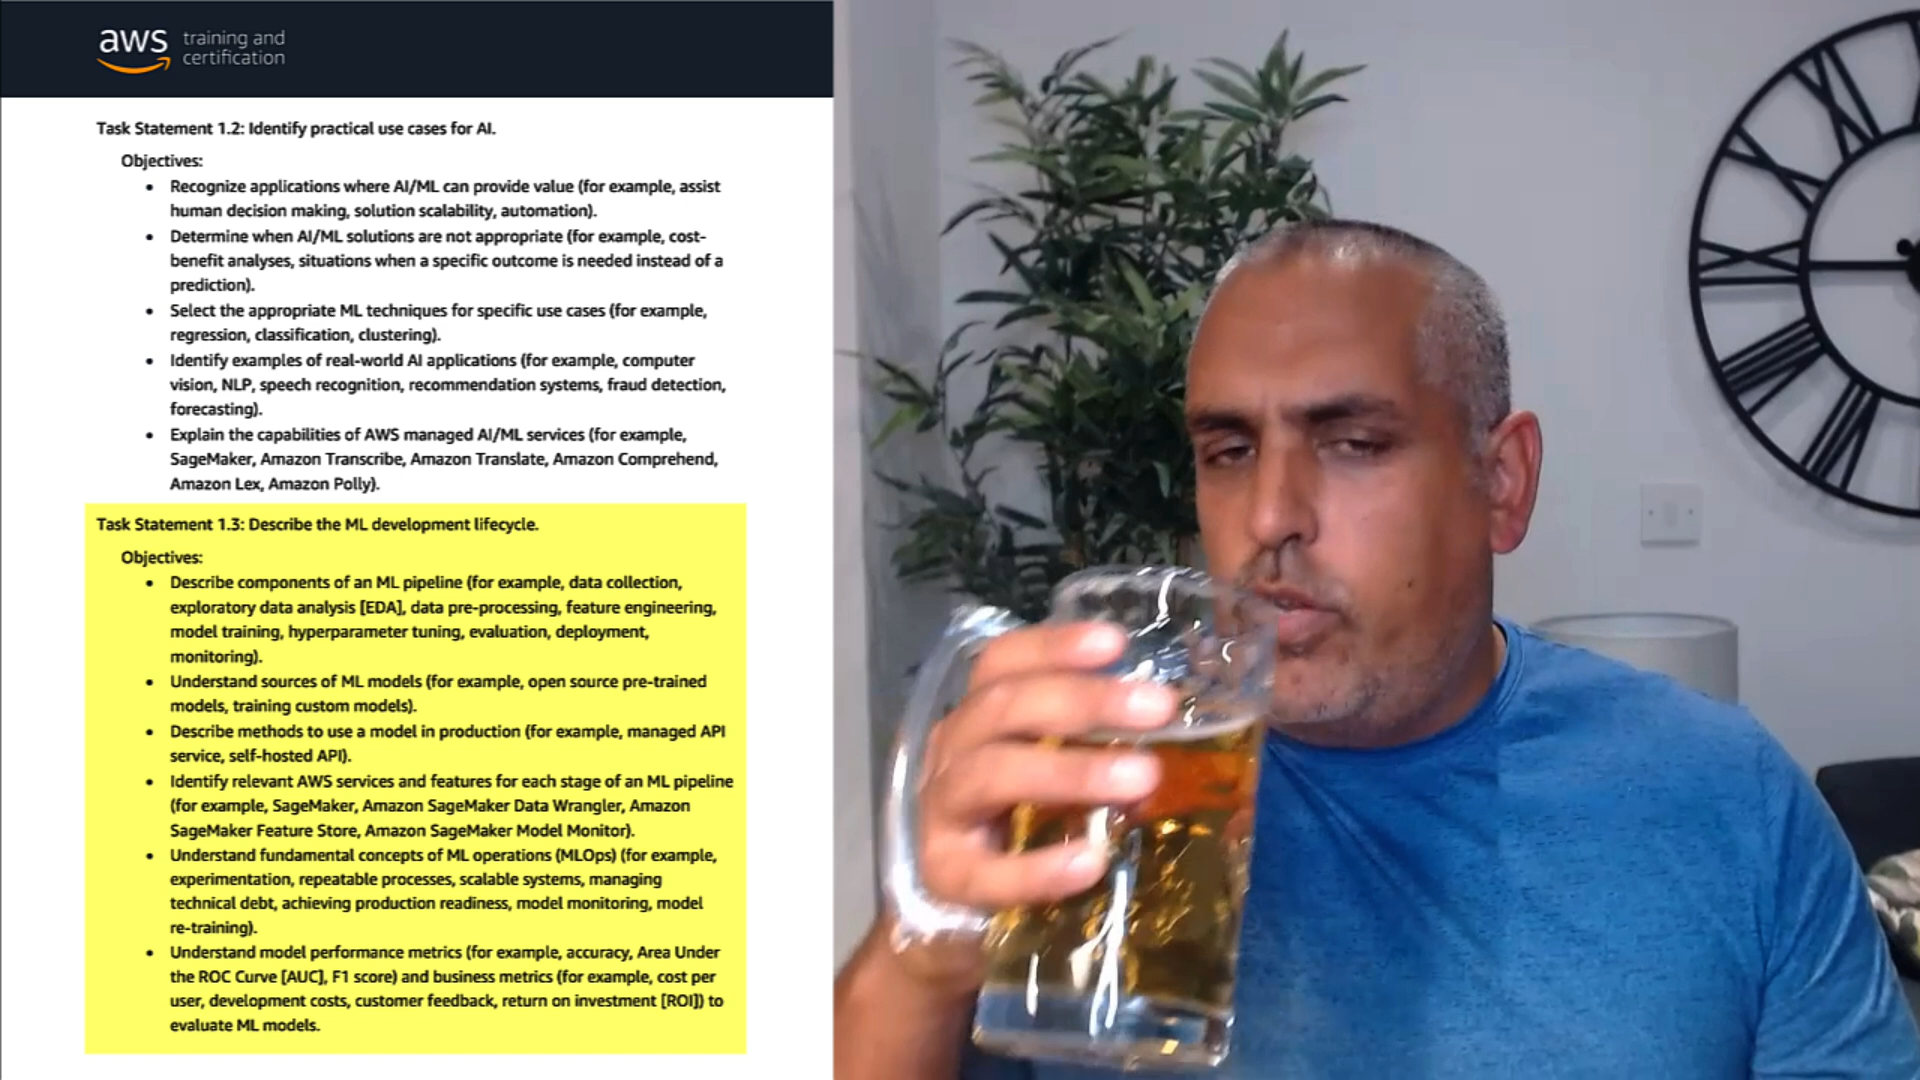 aws training and
certification
Task Statement 1.2: Identify practical use cases for AI.
Objectives:
• Recognize applications where AI/ML can provide value (for example, assist
human decision making, solution scalability, automation).
• Determine when AI/ML solutions are not appropriate (for example, cost-
benefit analyses, situations when a specific outcome is needed instead of a
prediction).
• Select the appropriate ML techniques for specific use cases (for example,
regression, classification, clustering).
• Identify examples of real-world AI applications (for example, computer
vision, NLP, speech recognition, recommendation systems, fraud detection,
forecasting).
• Explain the capabilities of AWS managed AI/ML services (for example,
SageMaker, Amazon Transcribe, Amazon Translate, Amazon Comprehend,
Amazon Lex, Amazon Polly).
Task Statement 1.3: Describe the ML development lifecycle.
Objectives:
• Describe components of an ML pipeline (for example, data collection,
exploratory data analysis [EDA], data pre-processing, feature engineering,
model training, hyperparameter tuning, evaluation, deployment,
monitoring).
• Understand sources of ML models (for example, open source pre-trained
models, training custom models).
• Describe methods to use a model in production (for example, managed API
service, self-hosted API).
• Identify relevant AWS services and features for each stage of an ML pipeline
(for example, SageMaker, Amazon SageMaker Data Wrangler, Amazon
SageMaker Feature Store, Amazon SageMaker Model Monitor).
• Understand fundamental concepts of ML operations (MLOps) (for example,
experimentation, repeatable processes, scalable systems, managing
technical debt, achieving production readiness, model monitoring, model
re-training).
• Understand model performance metrics (for example, accuracy, Area Under
the ROC Curve [AUC], F1 score) and business metrics (for example, cost per
user, development costs, customer feedback, return on investment [ROI]) to
evaluate ML models.